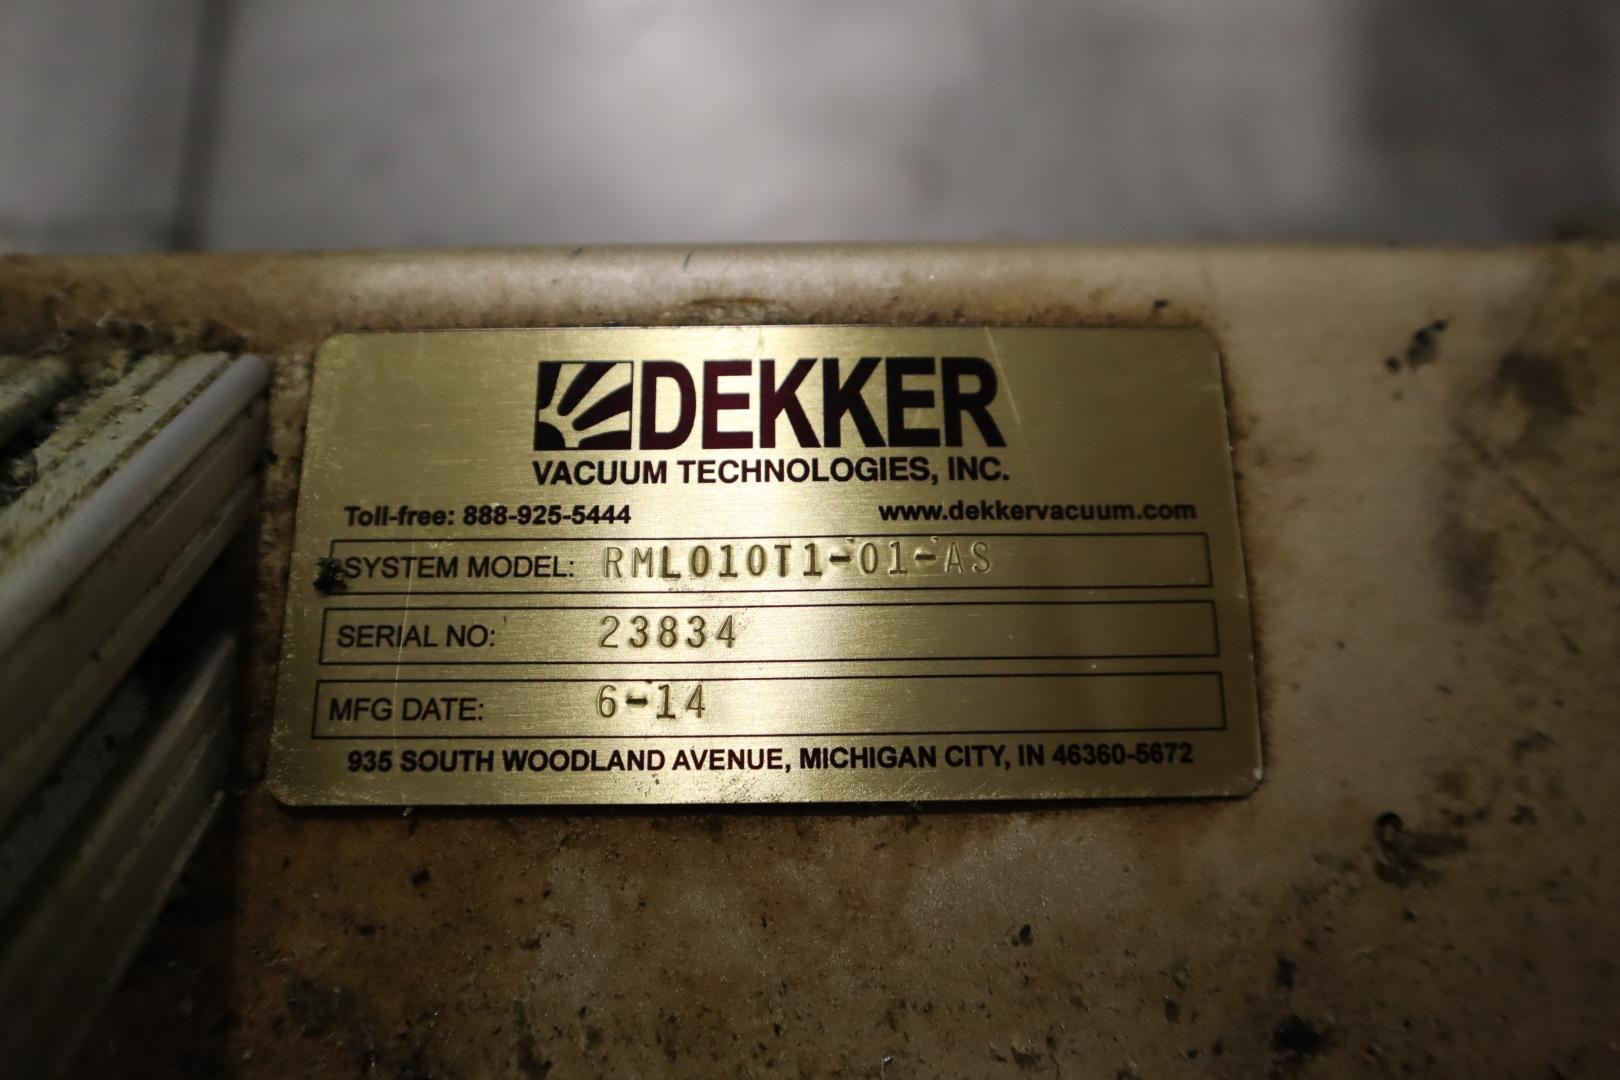 DEKKER
VACUUM TECHNOLOGIES, INC.
Toll-free: 888-925-5444 www.dekkervacuum.com
SYSTEM MODEL: RML010T1-01-AS
SERIAL NO: 23834
MFG DATE: 6-14
935 SOUTH WOODLAND AVENUE, MICHIGAN CITY, IN 46360-5672